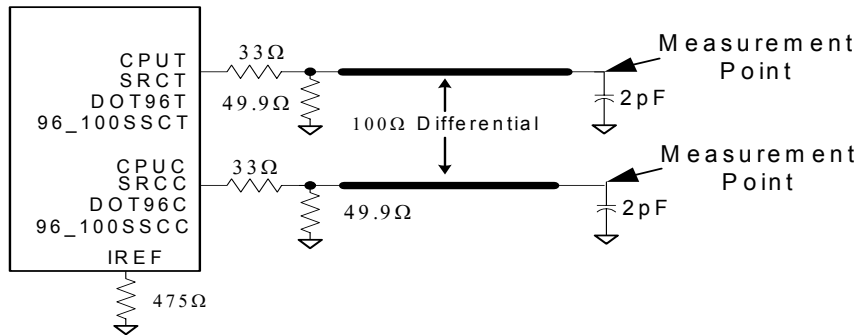 CPUT
SRCT
DOT96T
96_100SSCT
33Ω
49.9Ω
Measurement
Point
2pF
100Ω Differential
CPUC
SRCC
DOT96C
96_100SSCC
33Ω
49.9Ω
Measurement
Point
2pF
IREF
475Ω